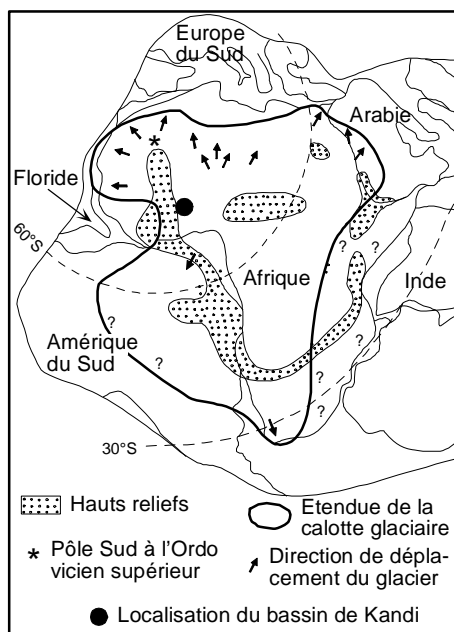 Europe
du Sud
Arabie
Floride
60°S
?
?
Afrique
Inde
?
Amérique
du Sud
?
?
?
?
30°S
Hauts reliefs
Etendue de la
calotte glaciaire
* Pôle Sud à l'Ordo
vicien supérieur
Direction de dépla-
cement du glacier
Localisation du bassin de Kandi